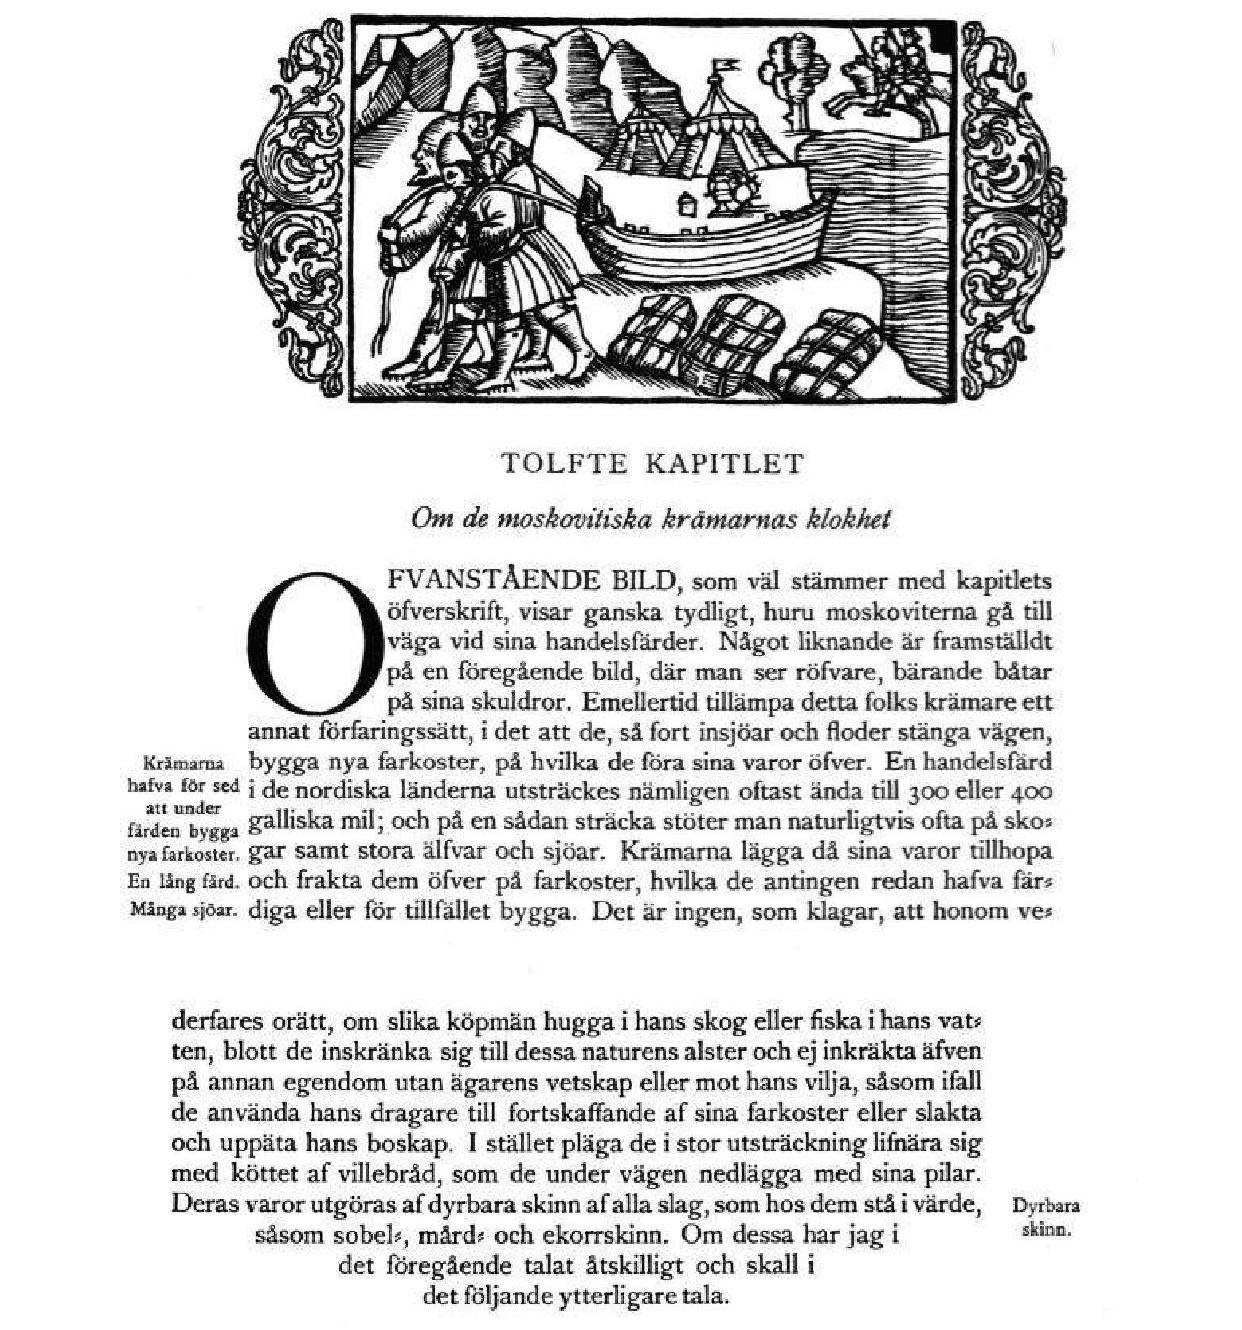 TOLFTE KAPITLET
Om de moskovitiska krämarnas klokhet
OFVANSTÅENDE BILD, som väl stämmer med kapitlets
öfverskrift, visar ganska tydligt, huru moskoviterna gå till
väga vid sina handelsfärder. Något liknande är framställdt
på en föregående bild, där man ser röfvare, bärande båtar
på sina skuldror. Emellertid tillämpa detta folks krämare ett
annat förfaringssätt, i det att de, så fort insjöar och floder stänga vägen,
bygga nya farkoster, på hvilka de föra sina varor öfver. En handelsfärd
i de nordiska länderna utsträckes nämligen oftast ända till 300 eller 400
galliska mil; och på en sådan sträcka stöter man naturligtvis ofta på sko⸗
gar samt stora älfvar och sjöar. Krämarna lägga då sina varor tillhopa
och frakta dem öfver på farkoster, hvilka de antingen redan hafva fär⸗
diga eller för tillfället bygga. Det är ingen, som klagar, att honom ve⸗
Krämarna
hafva för sed
att under
färden bygga
nya farkoster.
En lång färd.
Många sjöar.
derfares orätt, om slika köpmän hugga i hans skog eller fiska i hans vat⸗
ten, blott de inskränka sig till dessa naturens alster och ej inkräkta äfven
på annan egendom utan ägarens vetskap eller mot hans vilja, såsom ifall
de använda hans dragare till fortskaffande af sina farkoster eller slakta
och uppäta hans boskap. I stället pläga de i stor utsträckning lifnära sig
med köttet af villebråd, som de under vägen nedlägga med sina pilar.
Deras varor utgöras af dyrbara skinn af alla slag, som hos dem stå i värde,
såsom sobel⸗, mård⸗ och ekorrskinn. Om dessa har jag i
det föregående talat åtskilligt och skall i
det följande ytterligare tala.
Dyrbara
skinn.